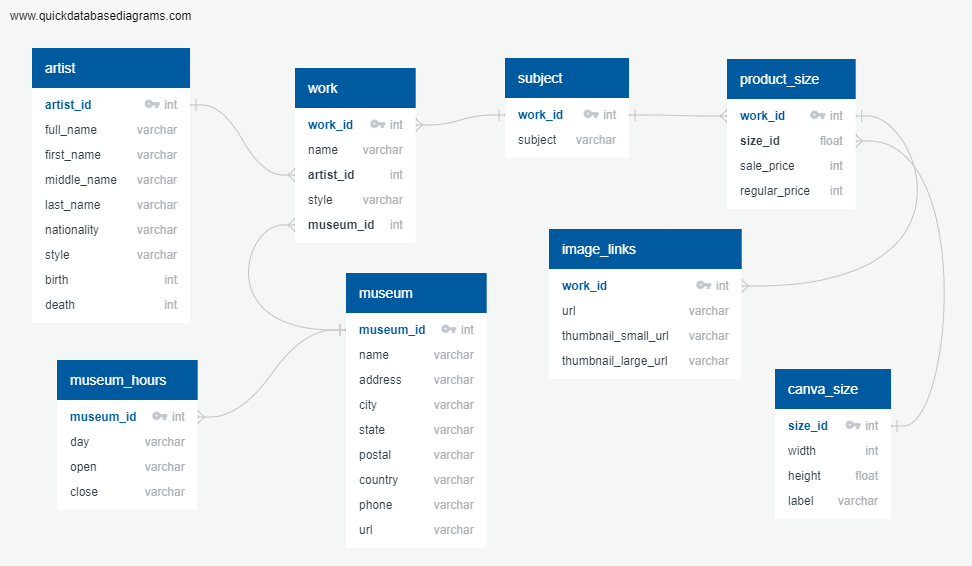 www.quickdatabasediagrams.com
artist
artist_id int
full_name varchar
first_name varchar
middle_name varchar
last_name varchar
nationality varchar
style varchar
birth int
death int
work
work_id int
name varchar
artist_id int
style varchar
museum_id int
subject
work_id int
subject varchar
product_size
work_id int
size_id float
sale_price int
regular_price int
image_links
work_id int
url varchar
thumbnail_small_url varchar
thumbnail_large_url varchar
museum
museum_id int
name varchar
address varchar
city varchar
state varchar
postal varchar
country varchar
phone varchar
url varchar
museum_hours
museum_id int
day varchar
open varchar
close varchar
canva_size
size_id int
width int
height float
label varchar